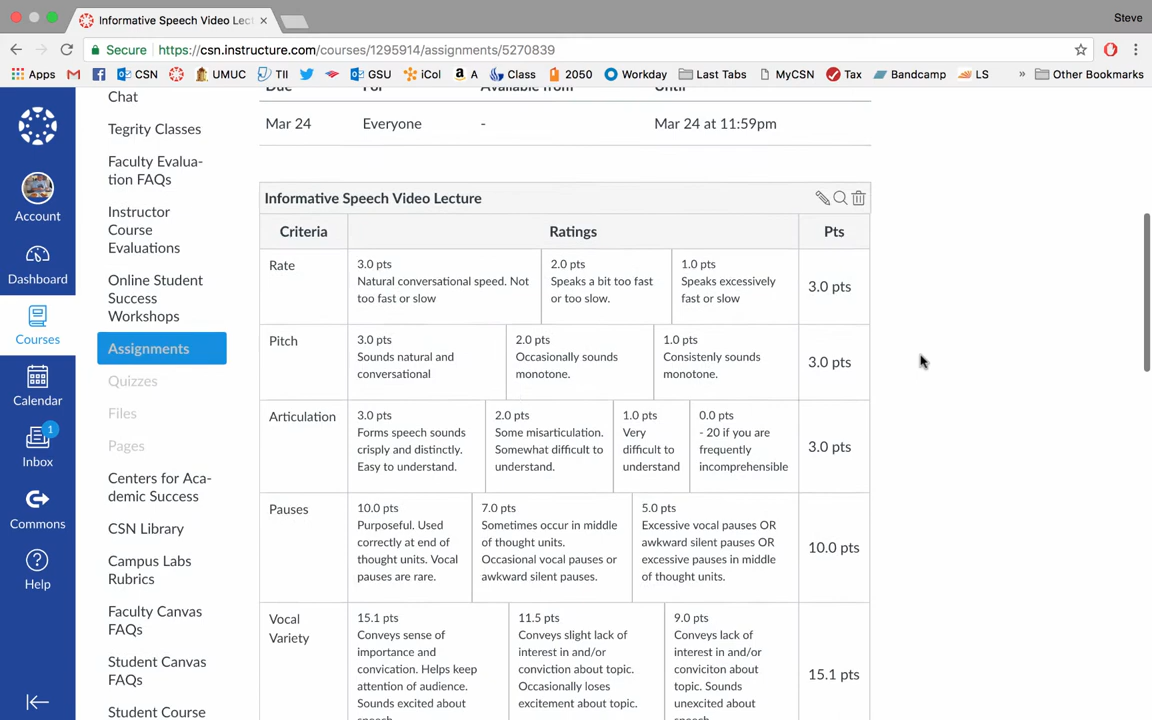 Informative Speech Video Lect
Steve
Secure https://csn.instructure.com/courses/1295914/assignments/5270839
Apps CSN UMUC TII GSU iCol A Class 2050 Workday Last Tabs MyCSN Tax Bandcamp LS » Other Bookmarks
Account
Dashboard
Courses
Calendar
1
Inbox
Commons
Help
Chat
Tegrity Classes
Faculty Evalua-
tion FAQs
Instructor
Course
Evaluations
Online Student
Success
Workshops
Assignments
Quizzes
Files
Pages
Centers for Aca-
demic Success
CSN Library
Campus Labs
Rubrics
Faculty Canvas
FAQs
Student Canvas
FAQs
Student Course
Due For Available from Until
Mar 24 Everyone - Mar 24 at 11:59pm
Informative Speech Video Lecture
Criteria Ratings Pts
Rate
3.0 pts
Natural conversational speed. Not
too fast or slow
2.0 pts
Speaks a bit too fast
or too slow.
1.0 pts
Speaks excessively
fast or slow
3.0 pts
Pitch
3.0 pts
Sounds natural and
conversational
2.0 pts
Occasionally sounds
monotone.
1.0 pts
Consistenly sounds
monotone.
3.0 pts
Articulation
3.0 pts
Forms speech sounds
crisply and distinctly.
Easy to understand.
2.0 pts
Some misarticulation.
Somewhat difficult to
understand.
1.0 pts
Very
difficult to
understand
0.0 pts
- 20 if you are
frequently
incomprehensible
3.0 pts
Pauses
10.0 pts
Purposeful. Used
correctly at end of
thought units. Vocal
pauses are rare.
7.0 pts
Sometimes occur in middle
of thought units.
Occasional vocal pauses or
awkward silent pauses.
5.0 pts
Excessive vocal pauses OR
awkward silent pauses OR
excessive pauses in middle
of thought units.
10.0 pts
Vocal
Variety
15.1 pts
Conveys sense of
importance and
convication. Helps keep
attention of audience.
Sounds excited about
speech
11.5 pts
Conveys slight lack of
interest in and/or
conviction about topic.
Occasionally loses
excitement about topic.
9.0 pts
Conveys lack of
interest in and/or
conviciton about
topic. Sounds
unexcited about
speech
15.1 pts